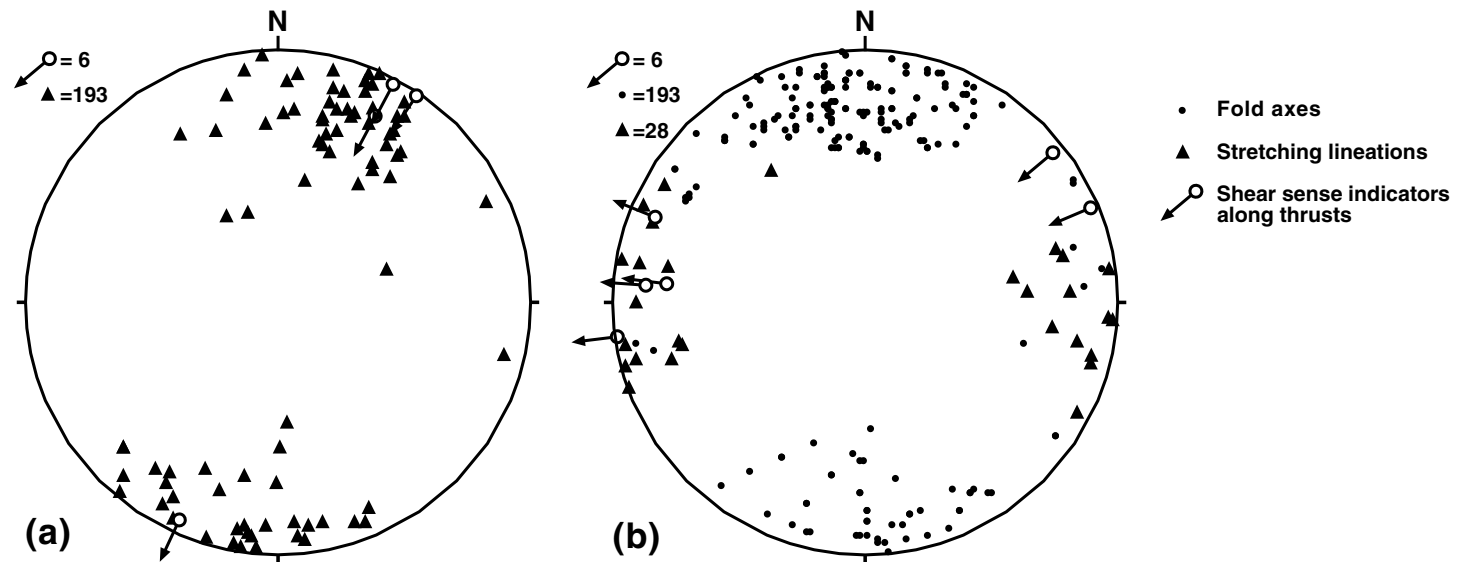 N
= 6
=193
(a)
N
= 6
=193
=28
(b)
Fold axes
Stretching lineations
Shear sense indicators
along thrusts